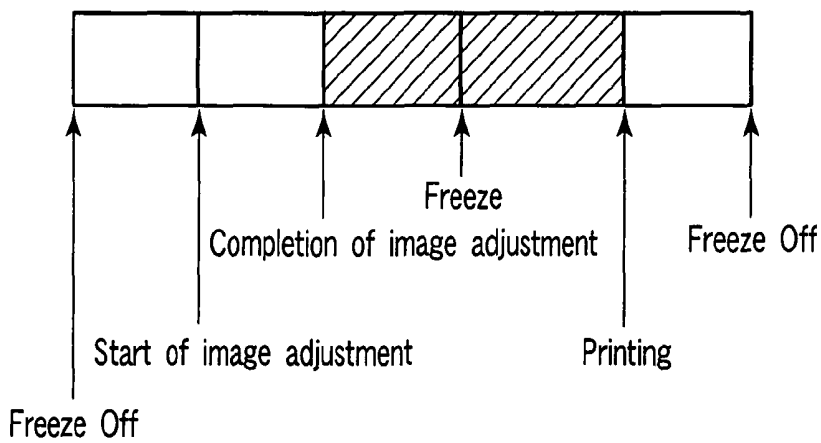 Freeze
Completion of image adjustment
Freeze Off
Start of image adjustment
Printing
Freeze Off